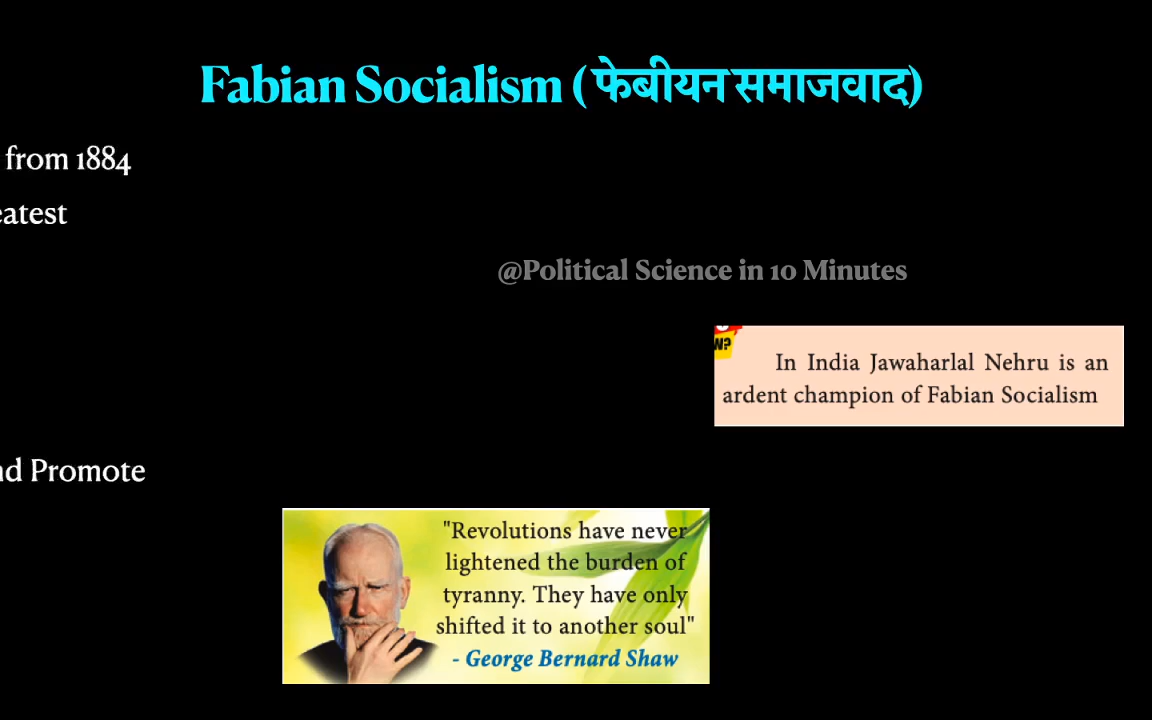 Fabian Socialism (फेबीयन समाजवाद)
from 1884
eatest
@Political Science in 10 Minutes
W?
In India Jawaharlal Nehru is an
ardent champion of Fabian Socialism
nd Promote
"Revolutions have never
lightened the burden of
tyranny. They have only
shifted it to another soul"
- George Bernard Shaw